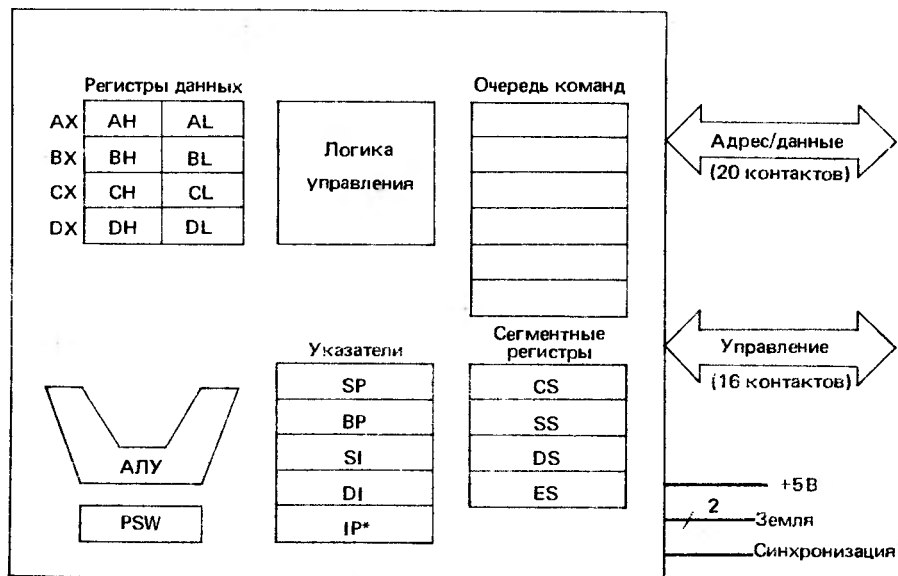 Регистры данных
AX AH AL
BX BH BL
CX CH CL
DX DH DL
Логика
управления
Очередь команд
Адрес/данные
(20 контактов)
Управление
(16 контактов)
Указатели
SP
BP
SI
DI
IP*
Сегментные
регистры
CS
SS
DS
ES
АЛУ
PSW
+5В
2
Земля
Синхронизация